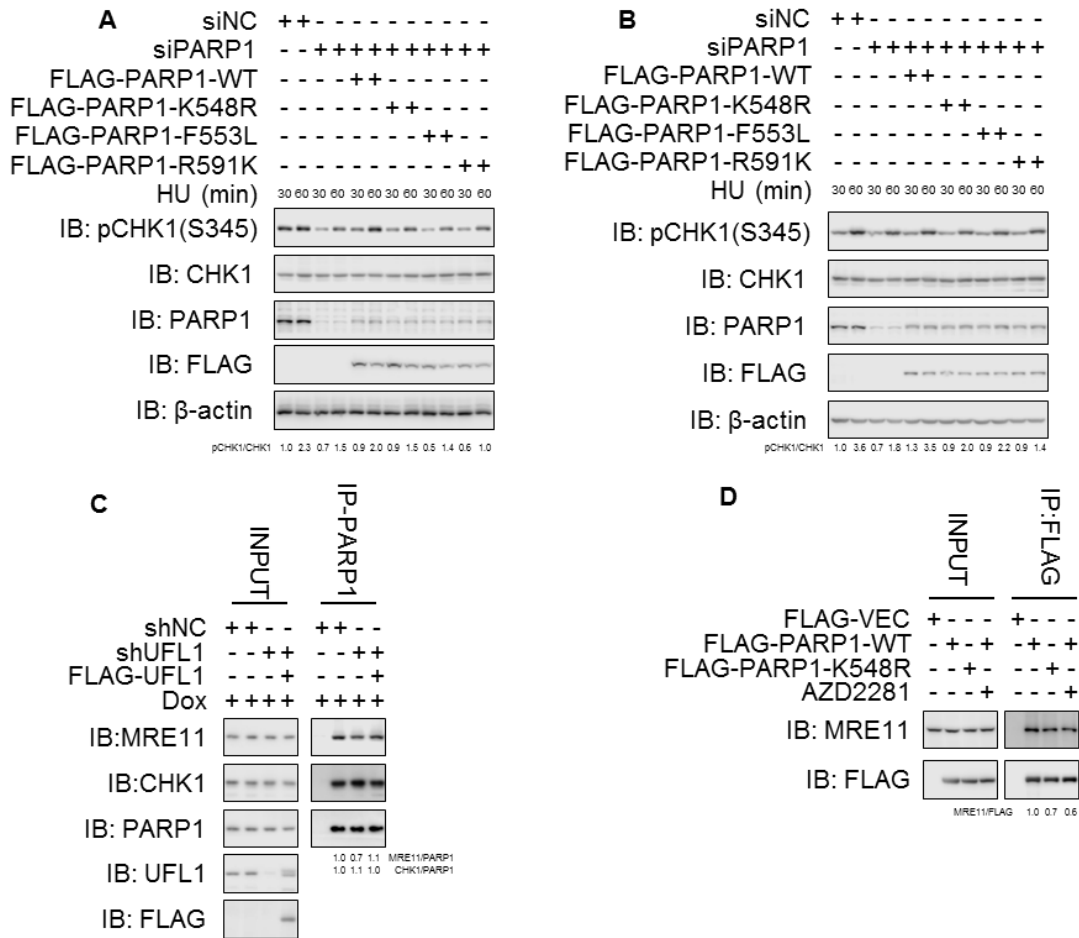 A
siNC + + - - - - - - - - - -
siPARP1 - - + + + + + + + + + +
FLAG-PARP1-WT - - - - + + - - - - - -
FLAG-PARP1-K548R - - - - - - + + - - - -
FLAG-PARP1-F553L - - - - - - - - + + - -
FLAG-PARP1-R591K - - - - - - - - - - + +
HU (min) 30 60 30 60 30 60 30 60 30 60 30 60
IB: pCHK1(S345)
IB: CHK1
IB: PARP1
IB: FLAG
IB: β-actin
pCHK1/CHK1 1.0 2.3 0.7 1.5 0.9 2.0 0.9 1.5 0.5 1.4 0.6 1.0
B
siNC + + - - - - - - - - - -
siPARP1 - - + + + + + + + + + +
FLAG-PARP1-WT - - - - + + - - - - - -
FLAG-PARP1-K548R - - - - - - + + - - - -
FLAG-PARP1-F553L - - - - - - - - + + - -
FLAG-PARP1-R591K - - - - - - - - - - + +
HU (min) 30 60 30 60 30 60 30 60 30 60 30 60
IB: pCHK1(S345)
IB: CHK1
IB: PARP1
IB: FLAG
IB: β-actin
pCHK1/CHK1 1.0 3.6 0.7 1.8 1.3 3.5 0.9 2.0 0.9 2.2 0.9 1.4
C
INPUT IP-PARP1
shNC + + - - + + - -
shUFL1 - - + + - - + +
FLAG-UFL1 - - - + - - - +
Dox + + + + + + + +
IB:MRE11
IB:CHK1
IB: PARP1
1.0 0.7 1.1 MRE11/PARP1
1.0 1.1 1.0 CHK1/PARP1
IB: UFL1
IB: FLAG
D
INPUT IP:FLAG
FLAG-VEC + - - - + - - -
FLAG-PARP1-WT - + - + - + - +
FLAG-PARP1-K548R - - + - - - + -
AZD2281 - - - + - - - +
IB: MRE11
IB: FLAG
MRE11/FLAG 1.0 0.7 0.6